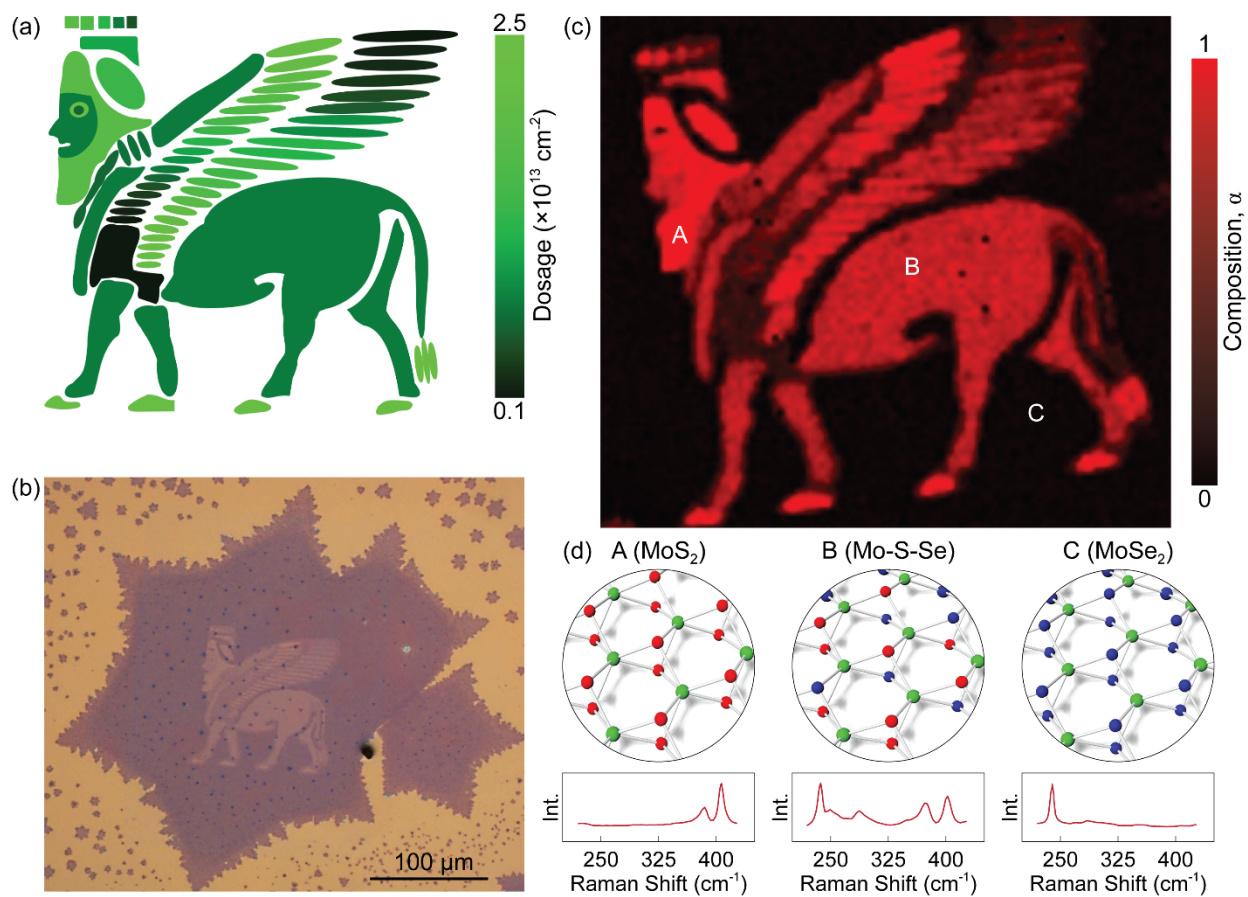 (a)
2.5
Dosage (×10¹³ cm⁻²)
0.1
(b)
100 µm
(c)
A
B
C
1
Composition, α
0
(d) A (MoS₂) B (Mo-S-Se) C (MoSe₂)
Int. Int. Int.
250 325 400 250 325 400 250 325 400
Raman Shift (cm⁻¹) Raman Shift (cm⁻¹) Raman Shift (cm⁻¹)